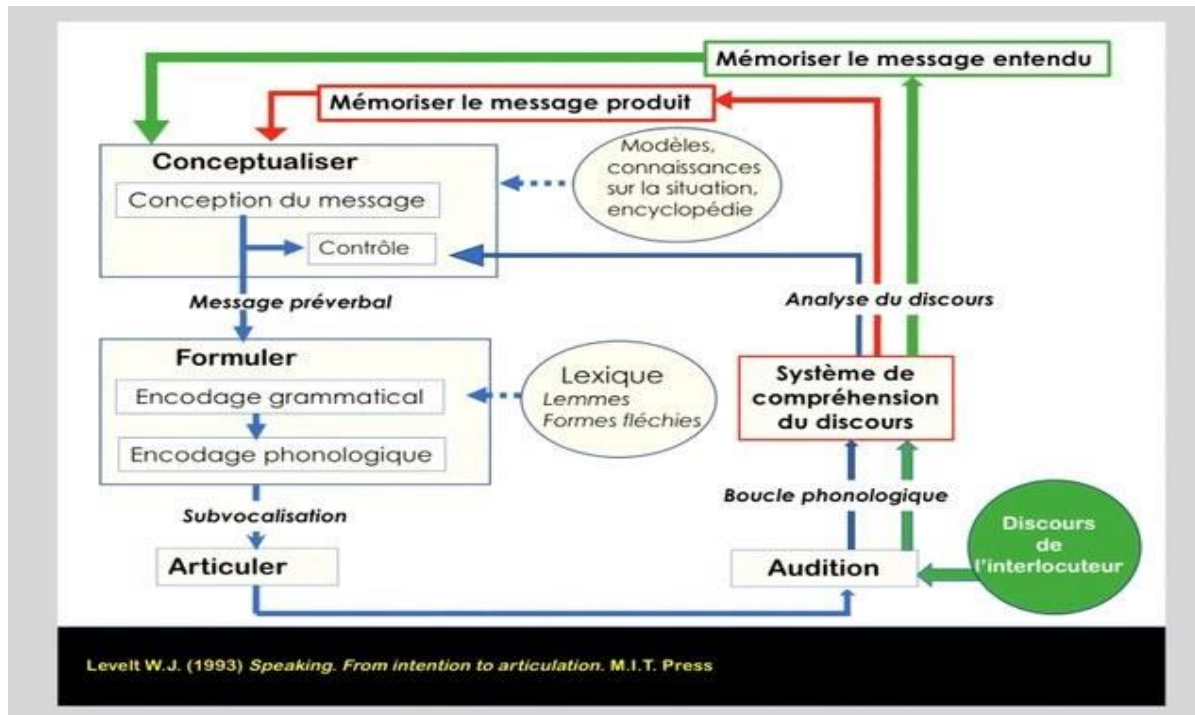 Mémoriser le message entendu
Mémoriser le message produit
Conceptualiser
Conception du message
Contrôle
Modèles,
connaissances
sur la situation,
encyclopédie
Message préverbal
Analyse du discours
Formuler
Encodage grammatical
Encodage phonologique
Lexique
Lemmes
Formes fléchies
Système de
compréhension
du discours
Subvocalisation
Boucle phonologique
Articuler
Audition
Discours
de
l'interlocuteur
Levelt W.J. (1993) Speaking. From intention to articulation. M.I.T. Press